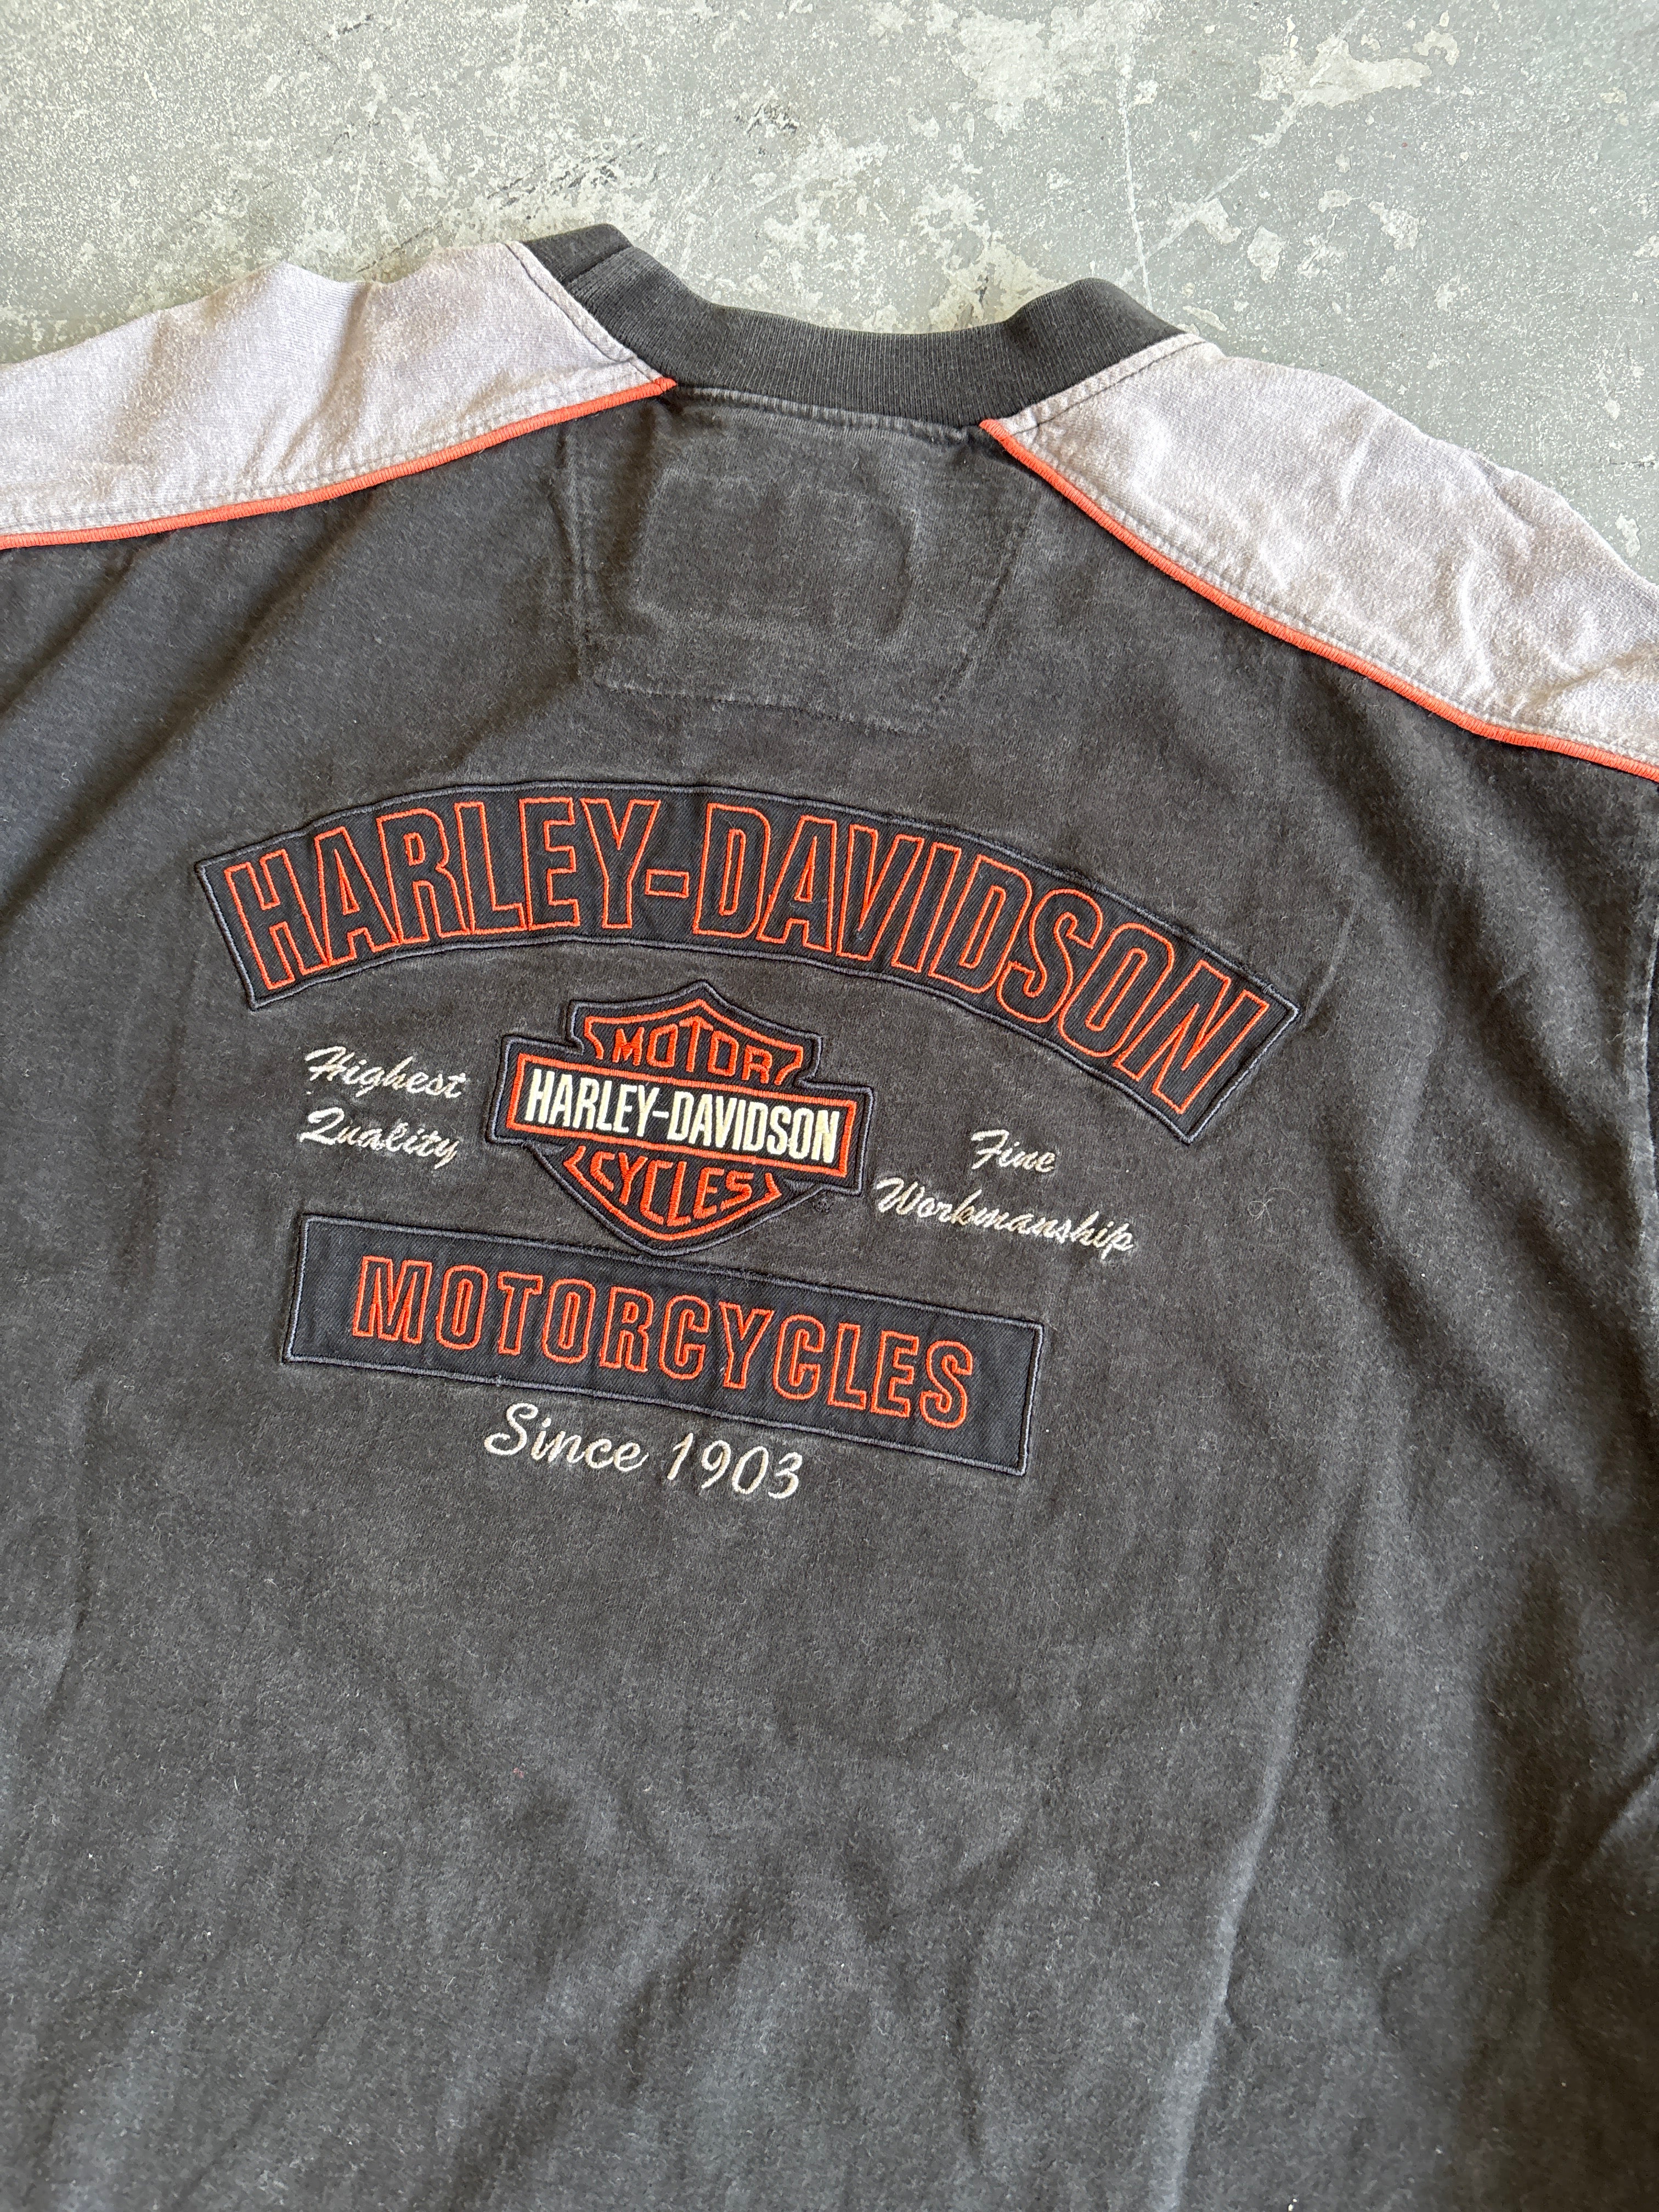 HARLEY-DAVIDSON
MOTOR
HARLEY-DAVIDSON
CYCLES
Highest
Quality
Fine
Workmanship
MOTORCYCLES
Since 1903